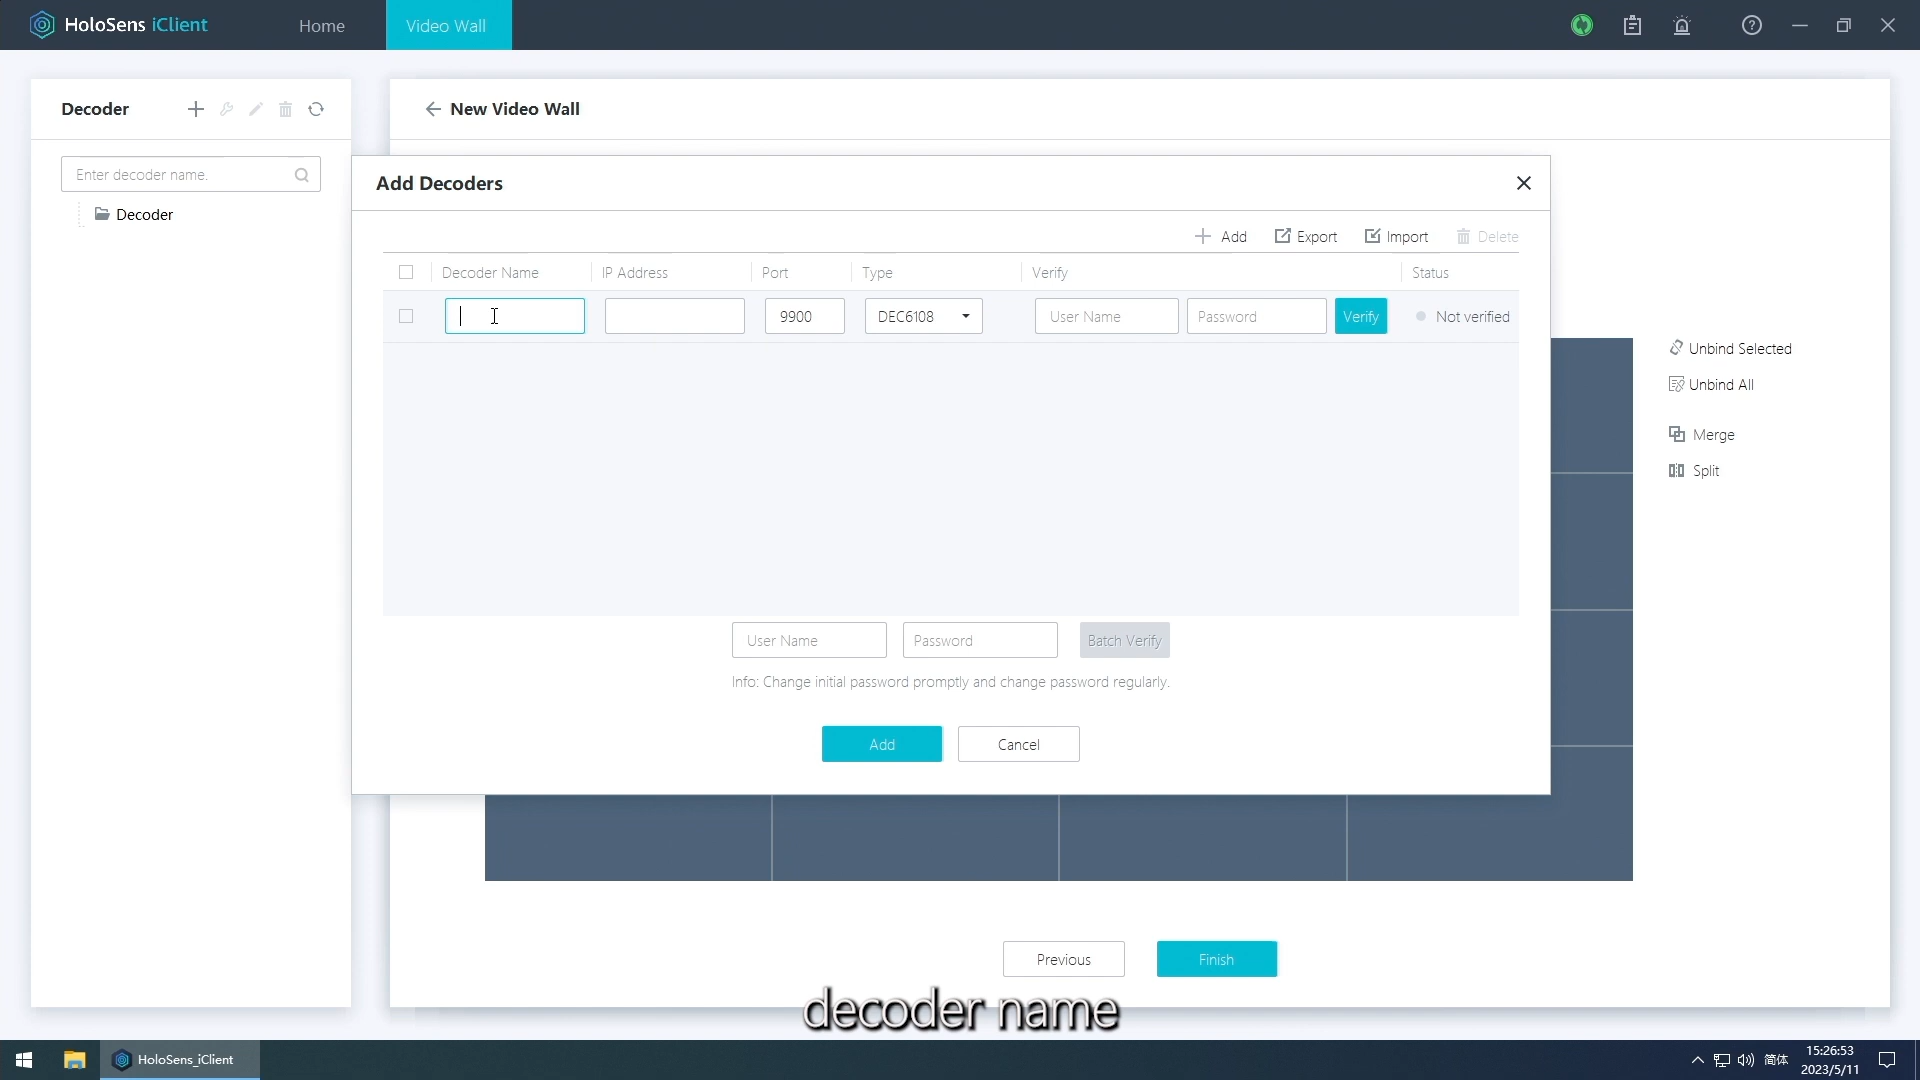 HoloSens iClient
Home
Video Wall
Decoder
New Video Wall
Enter decoder name.
Decoder
Add Decoders
Add
Export
Import
Delete
Decoder Name
IP Address
Port
Type
Verify
Status
9900
DEC6108
User Name
Password
Verify
Not verified
Unbind Selected
Unbind All
Merge
Split
User Name
Password
Batch Verify
Info: Change initial password promptly and change password regularly.
Add
Cancel
Previous
Finish
decoder name
HoloSens_iClient
简体
15:26:53
2023/5/11